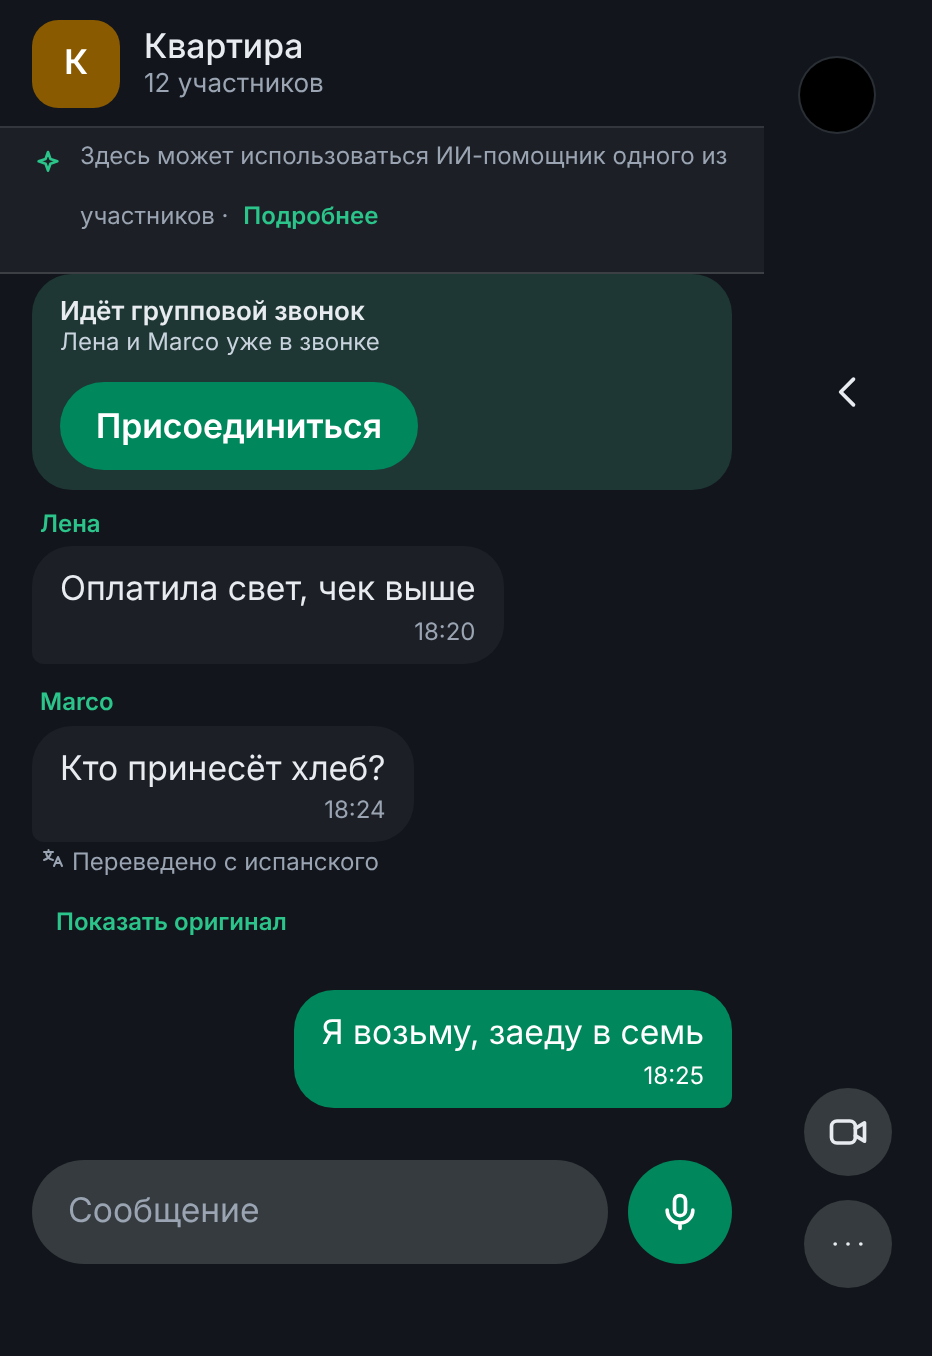 К
Квартира
12 участников
Здесь может использоваться ИИ-помощник одного из
участников · Подробнее
Идёт групповой звонок
Лена и Marco уже в звонке
Присоединиться
Лена
Оплатила свет, чек выше
18:20
Marco
Кто принесёт хлеб?
18:24
Переведено с испанского
Показать оригинал
Я возьму, заеду в семь
18:25
Сообщение